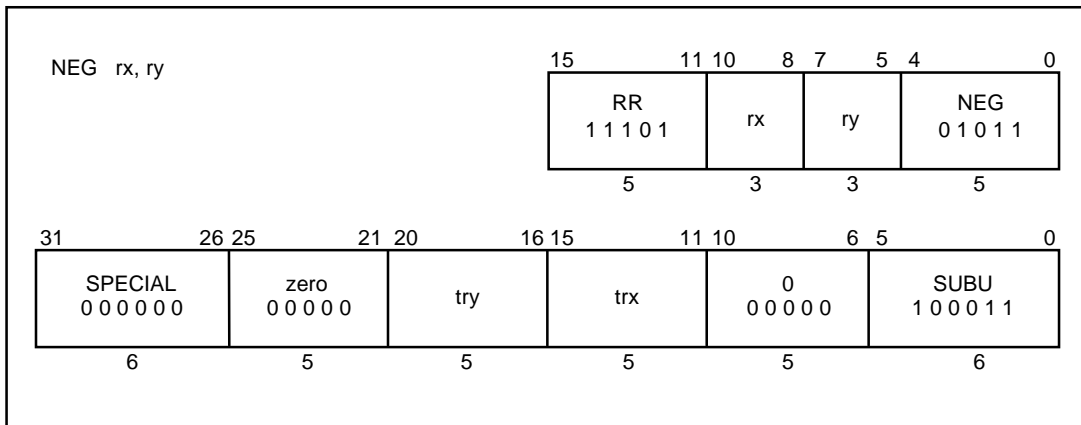 NEG rx, ry
15 11 10 8 7 5 4 0
RR rx ry NEG
1 1 1 0 1 0 1 0 1 1
5 3 3 5
31 26 25 21 20 16 15 11 10 6 5 0
SPECIAL zero try trx 0 SUBU
0 0 0 0 0 0 0 0 0 0 0 0 0 0 0 0 1 0 0 0 1 1
6 5 5 5 5 6